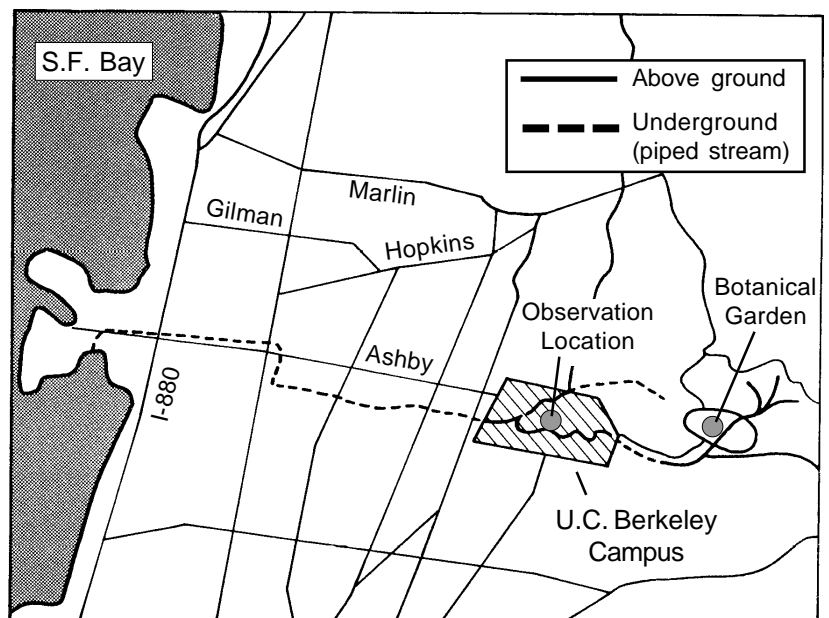 S.F. Bay
Above ground
Underground
(piped stream)
Marlin
Gilman
Hopkins
Observation
Location
Botanical
Garden
Ashby
I-880
U.C. Berkeley
Campus